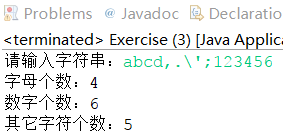 Problems @ Javadoc Declaratio
<terminated> Exercise (3) [Java Applica
请输入字符串：abcd,.\';123456
字母个数：4
数字个数：6
其它字符个数：5